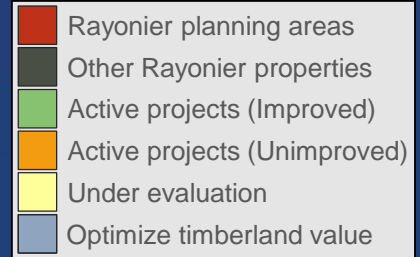 Rayonier planning areas
Other Rayonier properties
Active projects (Improved)
Active projects (Unimproved)
Under evaluation
Optimize timberland value